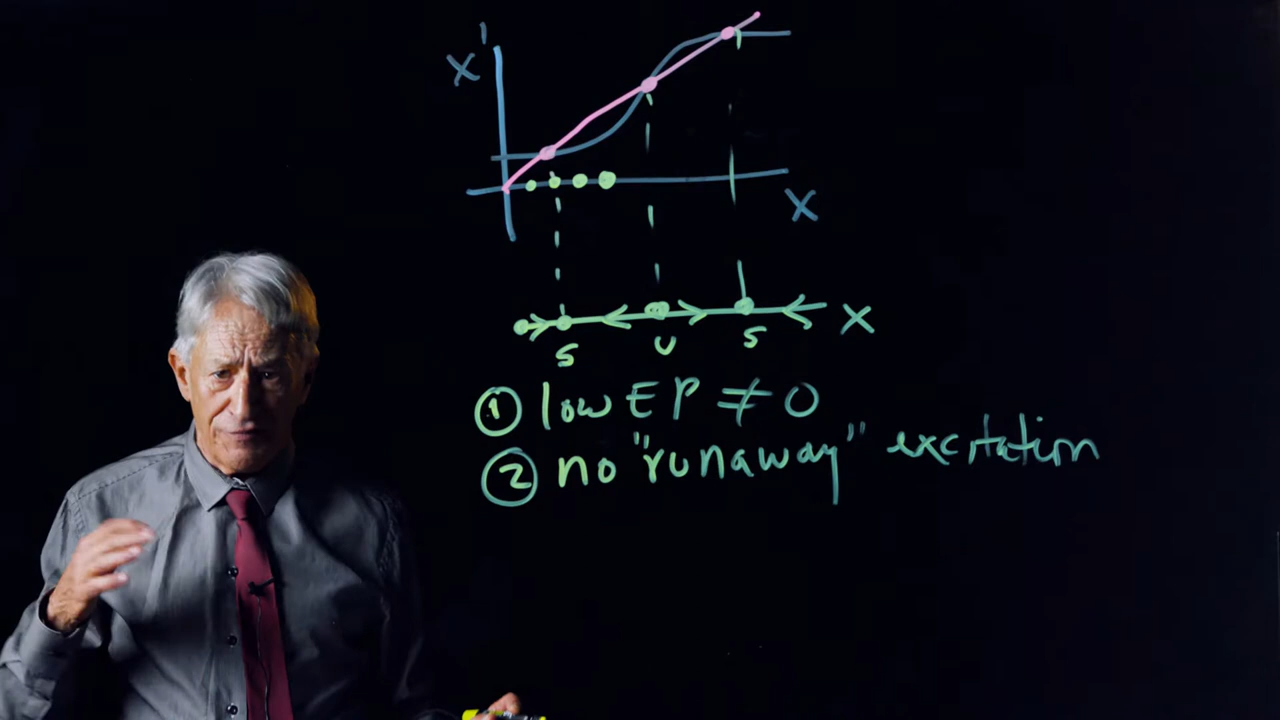 x'
x
x
S U S
① low EP ≠ 0
② no "runaway" excitation